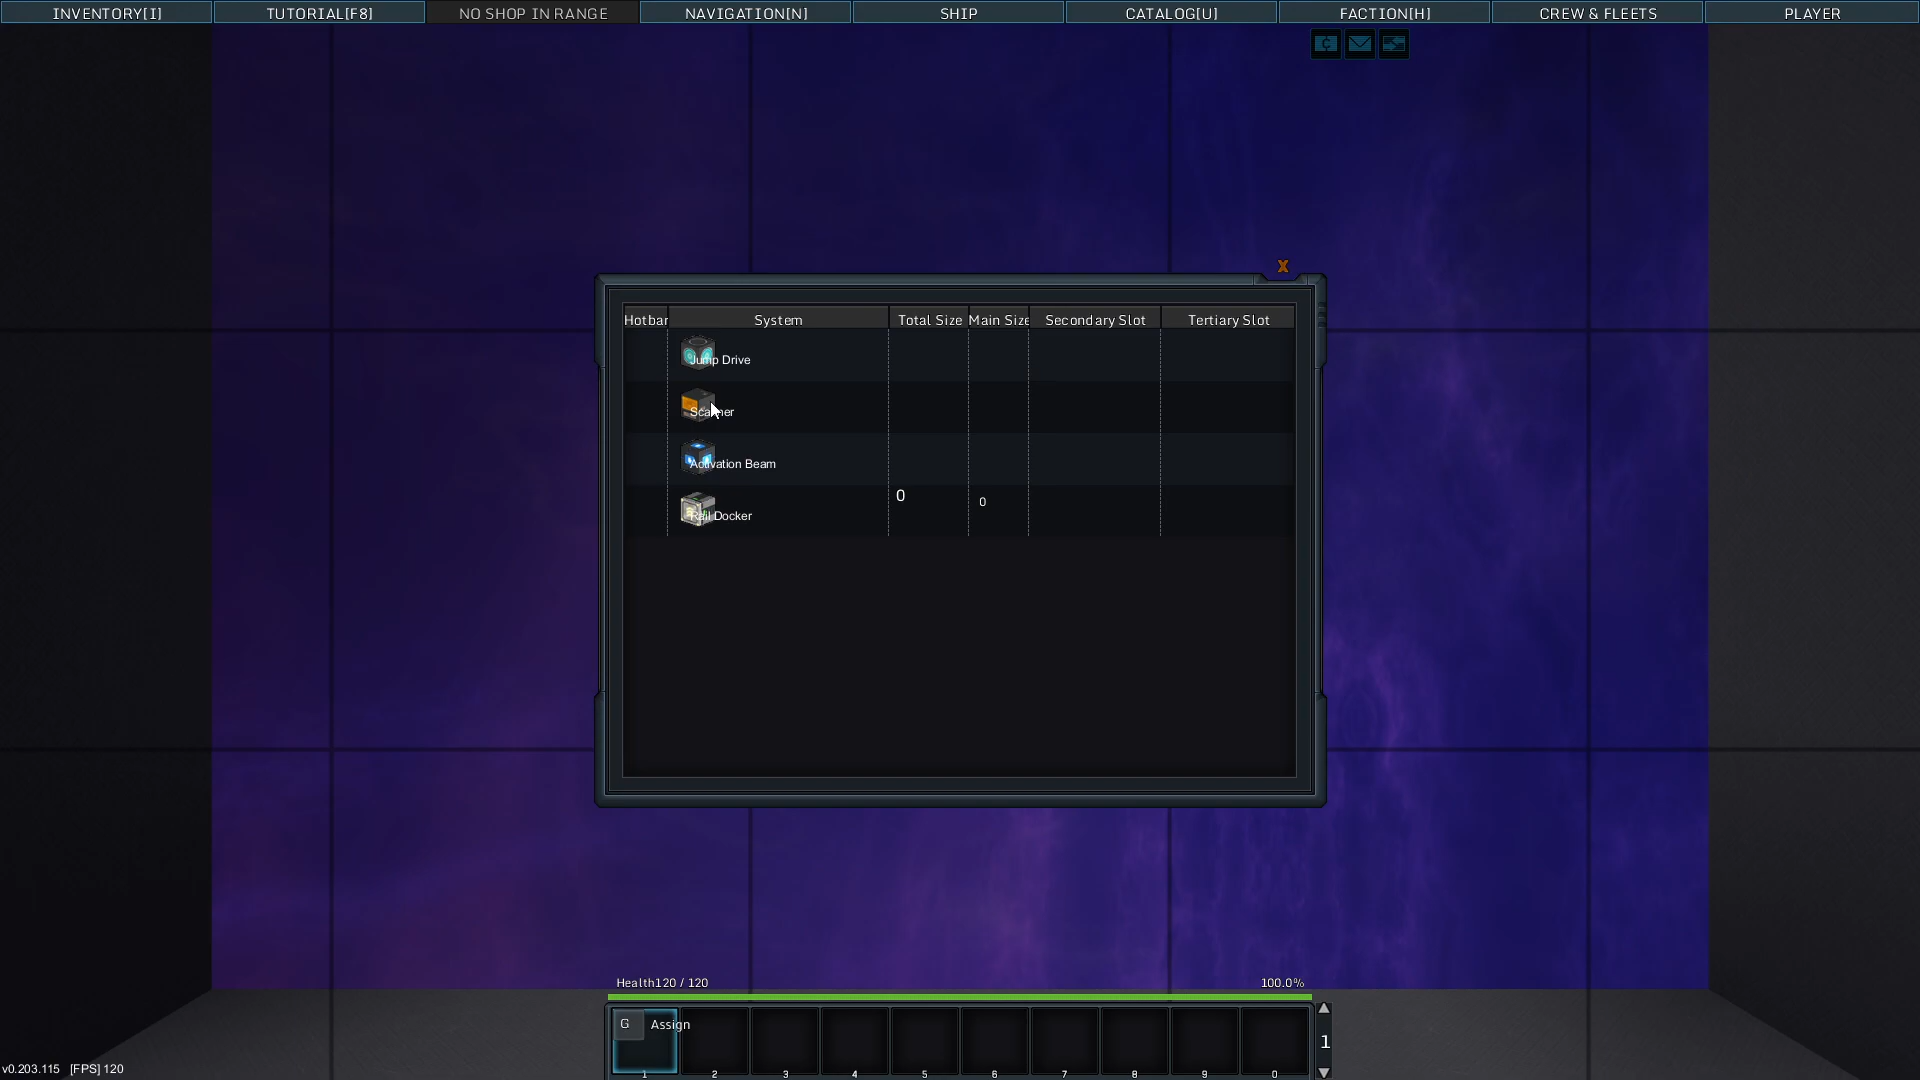 INVENTORY[I] TUTORIAL[F8] NO SHOP IN RANGE NAVIGATION[N] SHIP CATALOG[U] FACTION[H] CREW & FLEETS PLAYER
X
Hotbar System Total Size Main Size Secondary Slot Tertiary Slot
Jump Drive
Scanner
Activation Beam
0 0
Rail Docker
Health120 / 120 100.0%
G Assign
1
1 2 3 4 5 6 7 8 9 0
v0.203.115 [FPS] 120